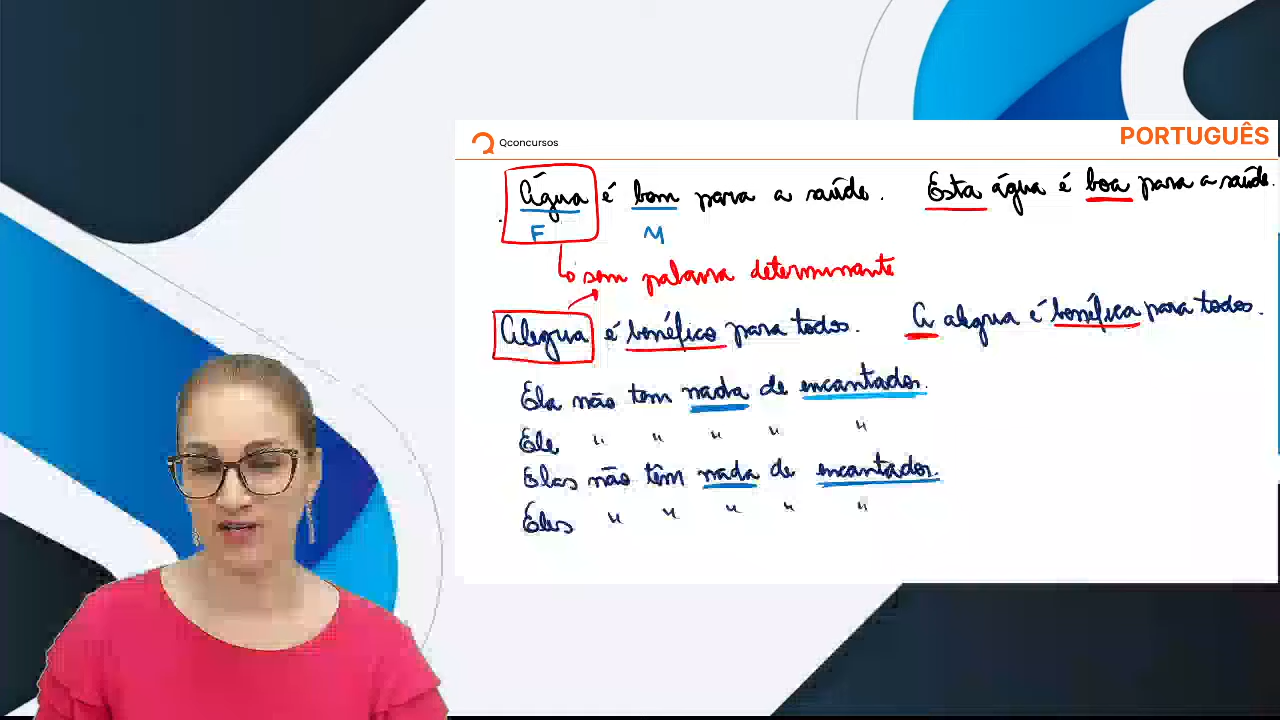 PORTUGUÊS
Qconcursos
Água é bom para a saúde. Esta água é boa para a saúde.
F M
sem palavra determinante
Alegria é benéfico para todos. A alegria é benéfica para todos.
Ela não tem nada de encantador.
Ele " " " " "
Elas não têm nada de encantador.
Eles " " " " "